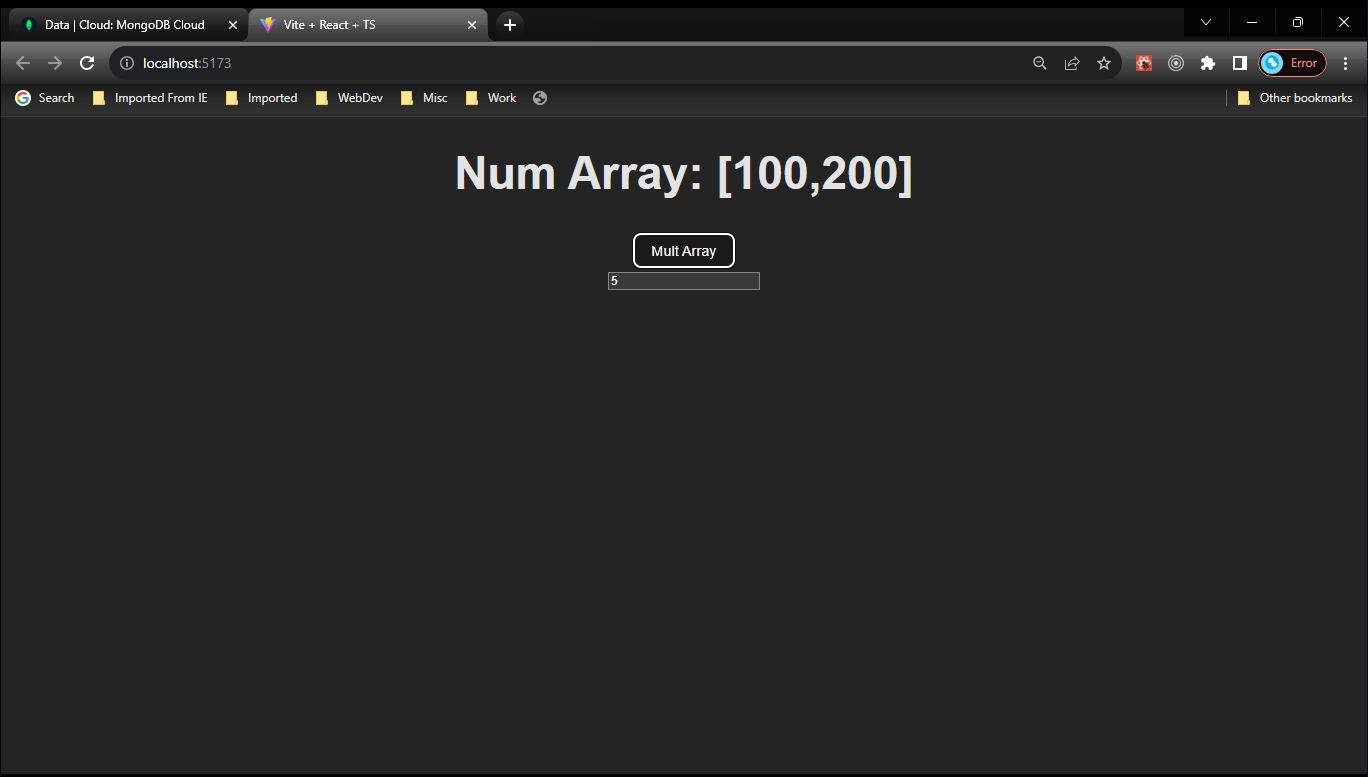 Data | Cloud: MongoDB Cloud
Vite + React + TS
localhost:5173
Error
Search Imported From IE Imported WebDev Misc Work Other bookmarks
Num Array: [100,200]
Mult Array
5